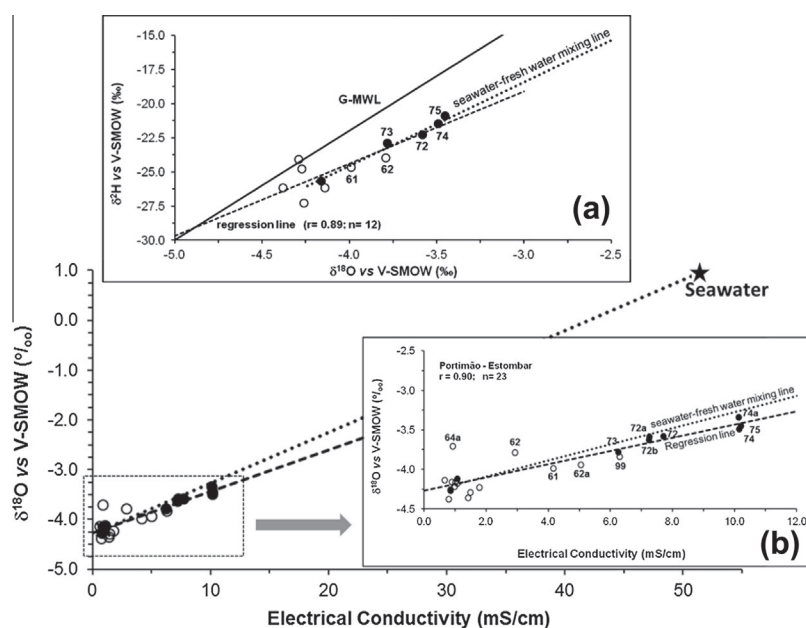 -15.0
-17.5
-20.0
-22.5
-25.0
-27.5
-30.0
δ²H vs V-SMOW (‰)
G-MWL
seawater-fresh water mixing line
75
73
74
72
61
62
regression line (r= 0.89; n= 12)
(a)
-5.0 -4.5 -4.0 -3.5 -3.0 -2.5
δ¹⁸O vs V-SMOW (‰)
1.0
0.0
-1.0
-2.0
-3.0
-4.0
-5.0
δ¹⁸O vs V-SMOW (°/oo)
Seawater
-2.5
-3.0
-3.5
-4.0
-4.5
δ¹⁸O vs V-SMOW (‰)
Portimão - Estombar
r = 0.90; n= 23
seawater-fresh water mixing line
Regression line
64a
62
61
62a
99
73
72a
72
72b
74a
75
74
0.0 2.0 4.0 6.0 8.0 10.0 12.0
Electrical Conductivity (mS/cm)
(b)
0 10 20 30 40 50
Electrical Conductivity (mS/cm)